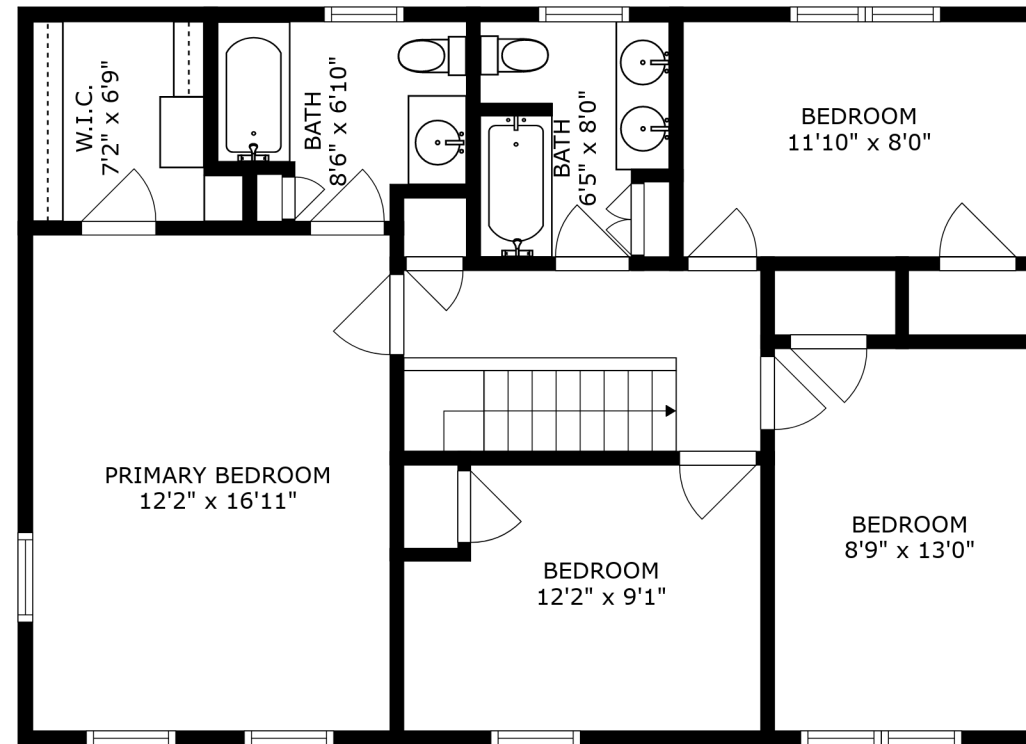 W.I.C.
7'2" x 6'9"
BATH
8'6" x 6'10"
BATH
6'5" x 8'0"
BEDROOM
11'10" x 8'0"
PRIMARY BEDROOM
12'2" x 16'11"
BEDROOM
12'2" x 9'1"
BEDROOM
8'9" x 13'0"